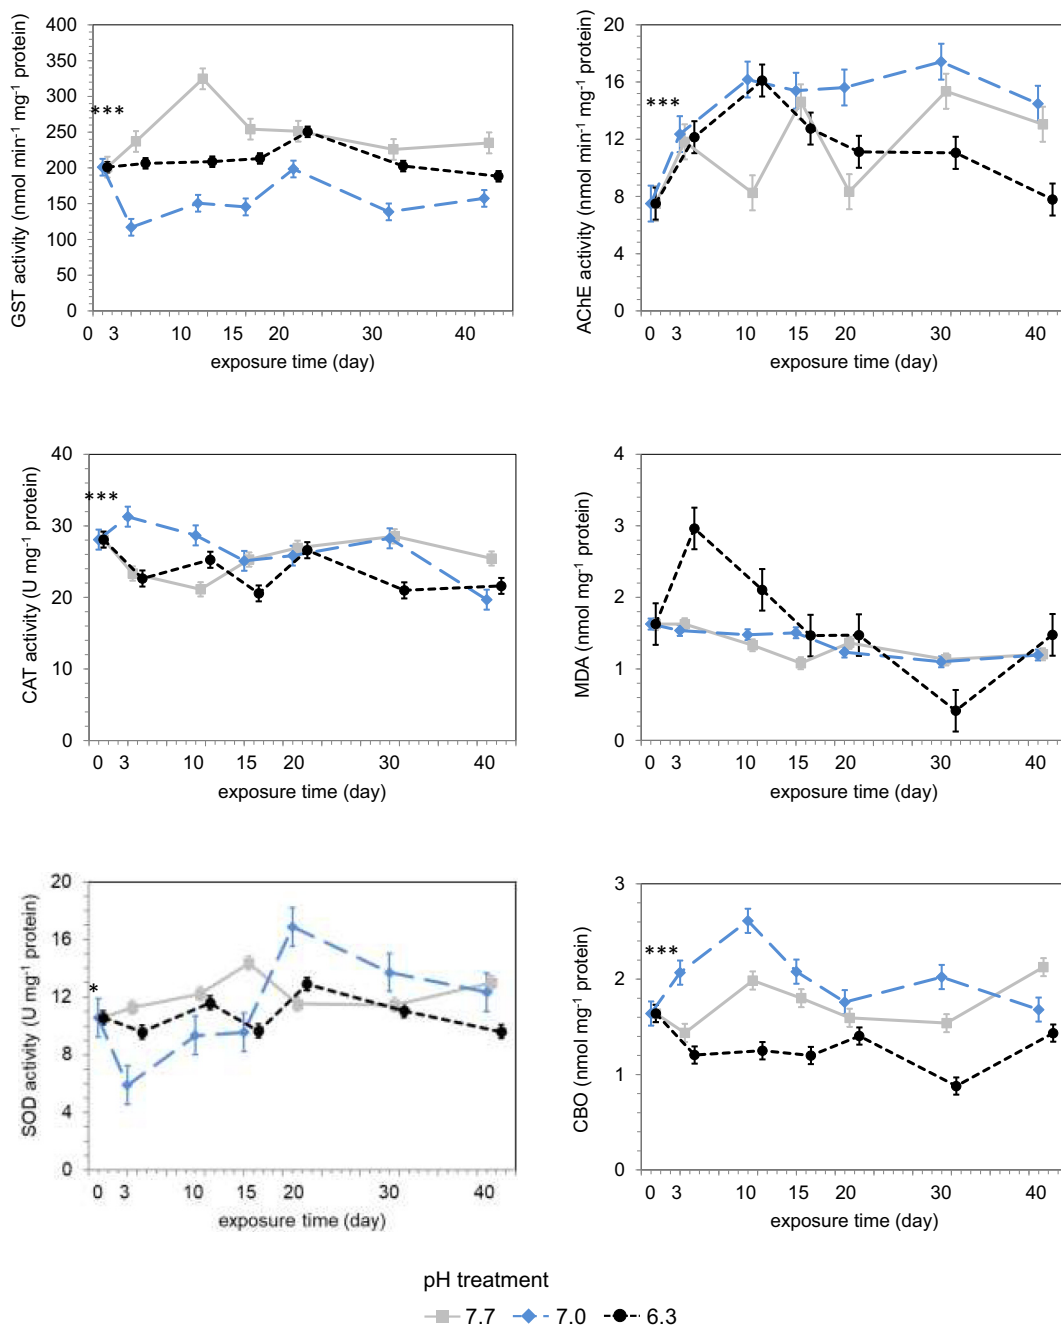 GST activity (nmol min⁻¹ mg⁻¹ protein)
400
350
300
250
200
150
100
50
0
***
0 3 10 15 20 30 40
exposure time (day)
AChE activity (nmol min⁻¹ mg⁻¹ protein)
20
16
12
8
4
0
***
0 3 10 15 20 30 40
exposure time (day)
CAT activity (U mg⁻¹ protein)
40
30
20
10
0
***
0 3 10 15 20 30 40
exposure time (day)
MDA (nmol mg⁻¹ protein)
4
3
2
1
0
0 3 10 15 20 30 40
exposure time (day)
SOD activity (U mg⁻¹ protein)
20
16
12
8
4
0
*
0 3 10 15 20 30 40
exposure time (day)
CBO (nmol mg⁻¹ protein)
3
2
1
0
***
0 3 10 15 20 30 40
exposure time (day)
pH treatment
7.7 7.0 6.3